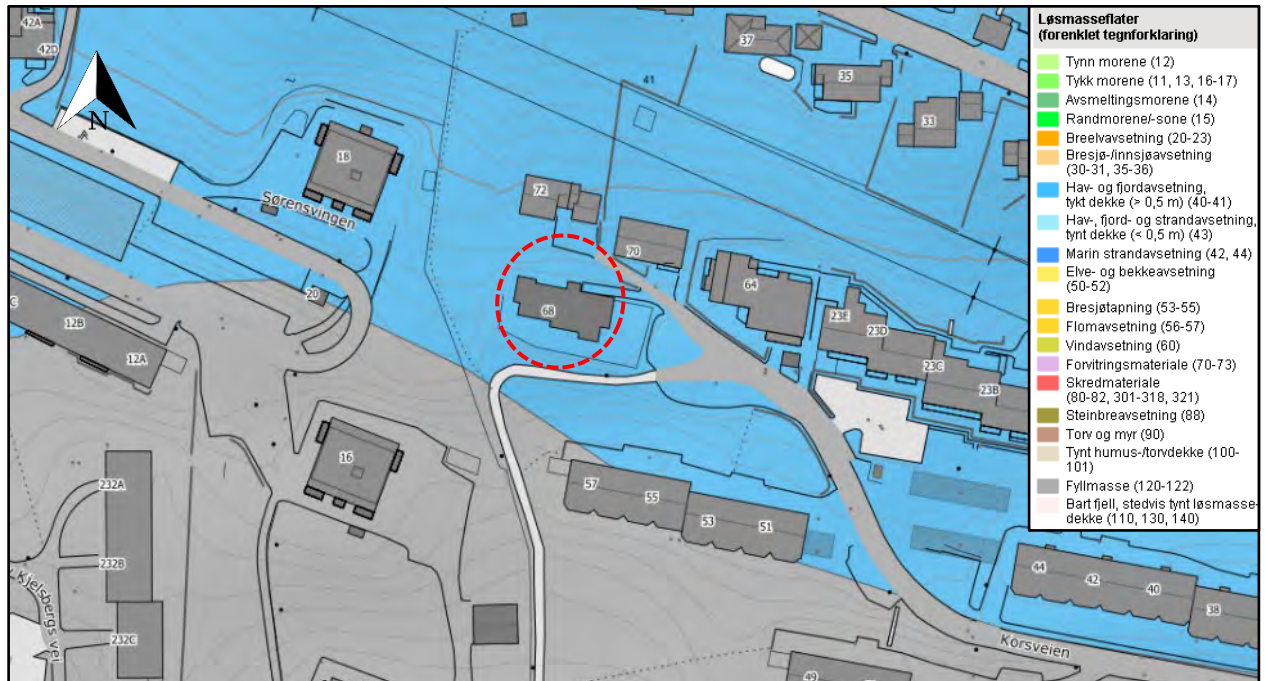 42A
42D
N
37
35
33
41
18
Sørensvingen
20
72
70
68
64
23E
23D
23C
23B
C
12B
12A
16
57
55
53
51
232A
232B
232C
Kjelsbergs vei
44
42
40
38
Korsveien
49
Løsmasseflater
(forenklet tegnforklaring)
Tynn morene (12)
Tykk morene (11, 13, 16-17)
Avsmeltingsmorene (14)
Randmorene/-sone (15)
Breelvavsetning (20-23)
Bresjø-/innsjøavsetning
(30-31, 35-36)
Hav- og fjordavsetning,
tykt dekke (> 0,5 m) (40-41)
Hav-, fjord- og strandavsetning,
tynt dekke (< 0,5 m) (43)
Marin strandavsetning (42, 44)
Elve- og bekkeavsetning
(50-52)
Bresjøtapning (53-55)
Flomavsetning (56-57)
Vindavsetning (60)
Forvitringsmateriale (70-73)
Skredmateriale
(80-82, 301-318, 321)
Steinbreavsetning (88)
Torv og myr (90)
Tynt humus-/torvdekke (100-
101)
Fyllmasse (120-122)
Bart fjell, stedvis tynt løsmasse-
dekke (110, 130, 140)